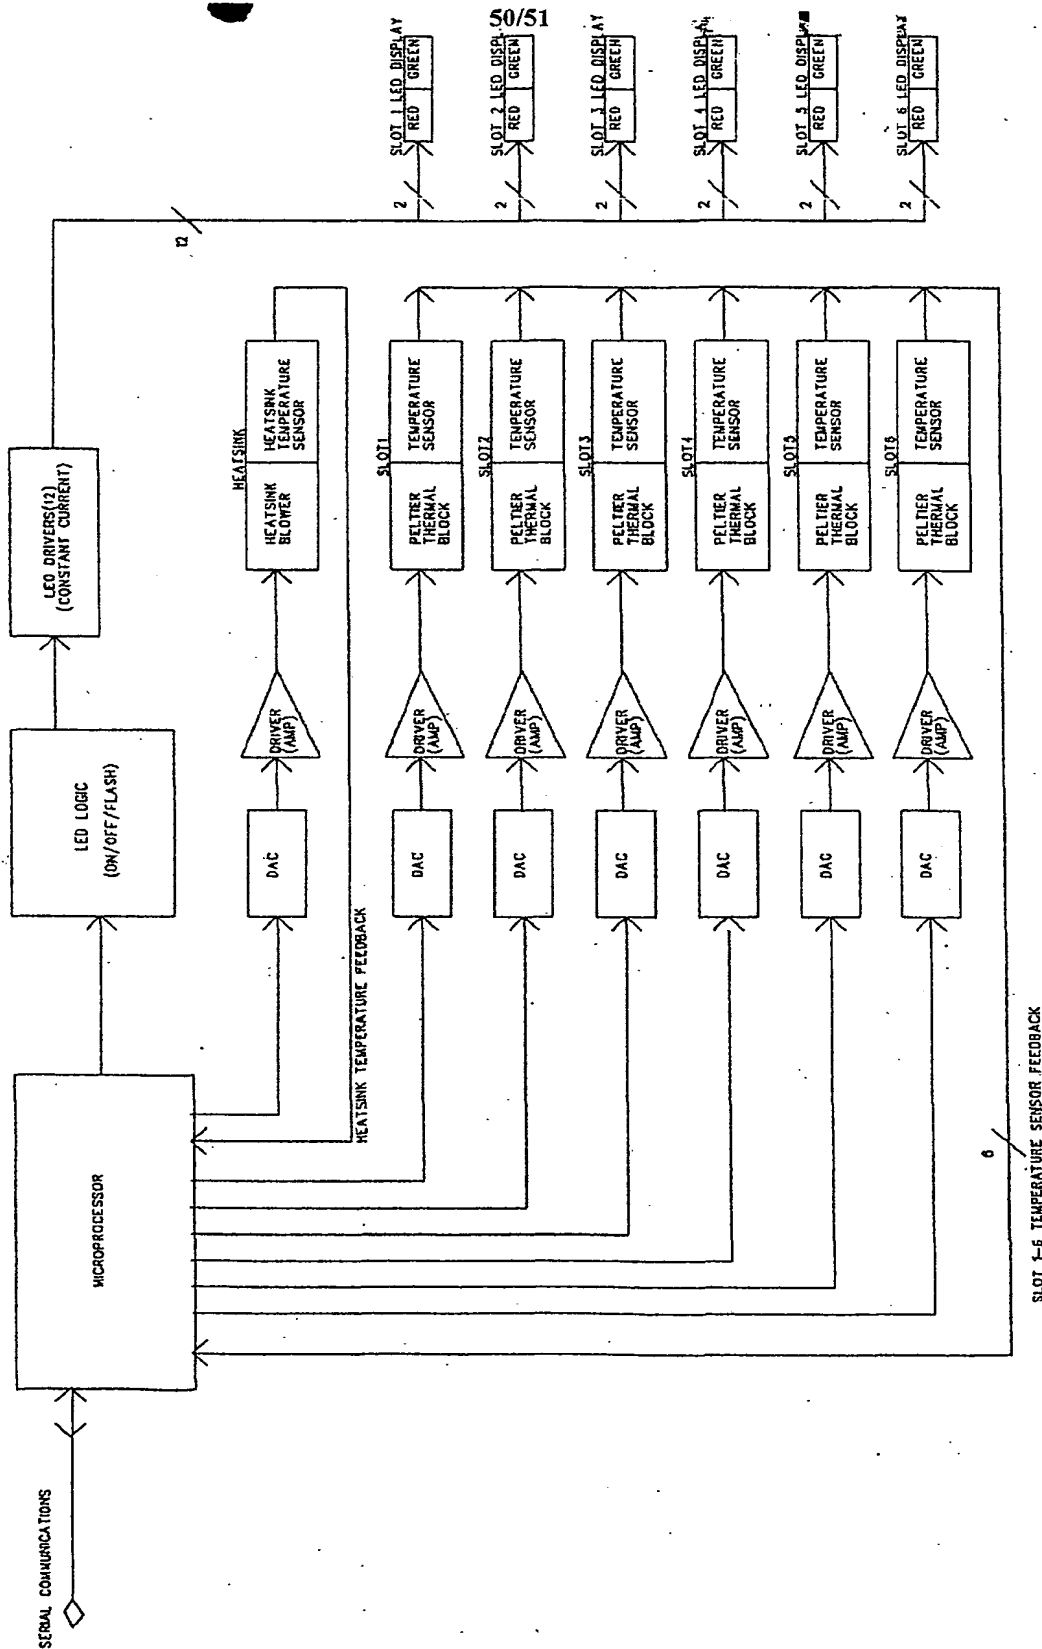 50/51
SERIAL COMMUNICATIONS
MICROPROCESSOR
LED LOGIC
(ON/OFF/FLASH)
LED DRIVERS(12)
(CONSTANT CURRENT)
12
HEATSINK
DAC
DRIVER
(AMP)
HEATSINK
BLOWER
HEATSINK
TEMPERATURE
SENSOR
HEATSINK TEMPERATURE FEEDBACK
SLOT1
DAC
DRIVER
(AMP)
PELTIER
THERMAL
BLOCK
TEMPERATURE
SENSOR
2
SLOT 1 LED DISPLAY
RED
GREEN
SLOT2
DAC
DRIVER
(AMP)
PELTIER
THERMAL
BLOCK
TEMPERATURE
SENSOR
2
SLOT 2 LED DISPL
RED
GREEN
SLOT3
DAC
DRIVER
(AMP)
PELTIER
THERMAL
BLOCK
TEMPERATURE
SENSOR
2
SLOT 3 LED DISPLAY
RED
GREEN
SLOT4
DAC
DRIVER
(AMP)
PELTIER
THERMAL
BLOCK
TEMPERATURE
SENSOR
2
SLOT 4 LED DISPLAY
RED
GREEN
SLOT5
DAC
DRIVER
(AMP)
PELTIER
THERMAL
BLOCK
TEMPERATURE
SENSOR
2
SLOT 5 LED DISPLAY
RED
GREEN
SLOT6
DAC
DRIVER
(AMP)
PELTIER
THERMAL
BLOCK
TEMPERATURE
SENSOR
2
SLOT 6 LED DISPLAY
RED
GREEN
6
SLOT 1-6 TEMPERATURE SENSOR FEEDBACK